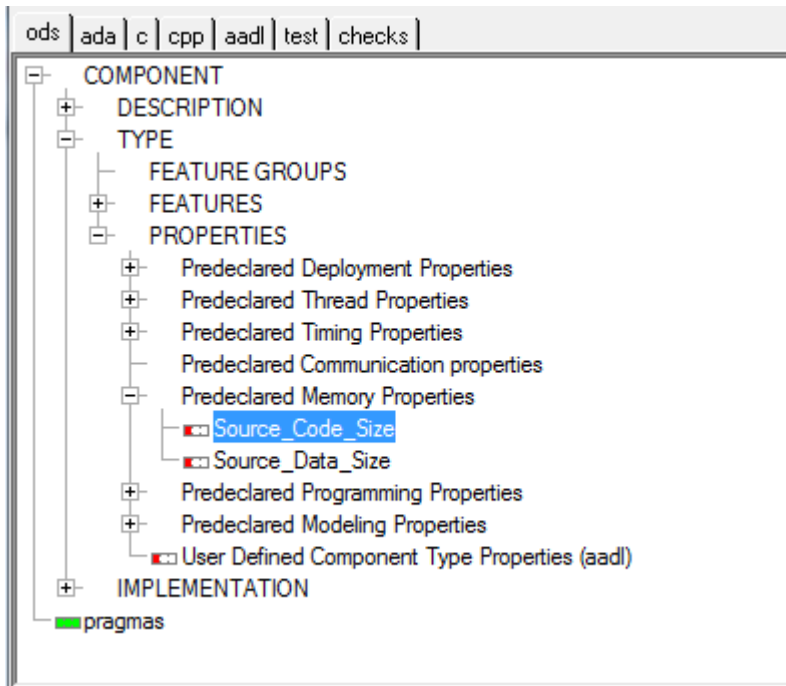 ods ada c cpp aadl test checks
COMPONENT
DESCRIPTION
TYPE
FEATURE GROUPS
FEATURES
PROPERTIES
Predeclared Deployment Properties
Predeclared Thread Properties
Predeclared Timing Properties
Predeclared Communication properties
Predeclared Memory Properties
Source_Code_Size
Source_Data_Size
Predeclared Programming Properties
Predeclared Modeling Properties
User Defined Component Type Properties (aadl)
IMPLEMENTATION
pragmas